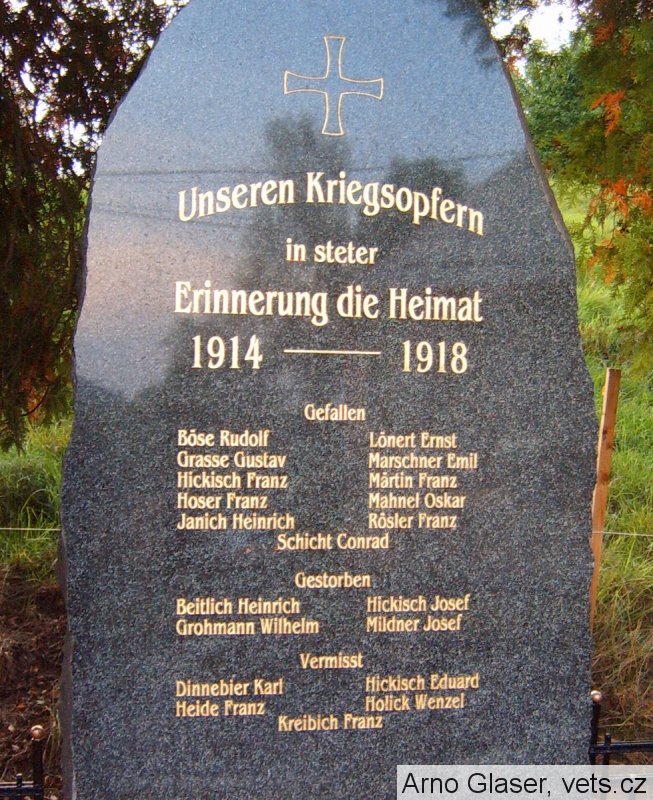 Unseren Kriegsopfern
in steter
Erinnerung die Heimat
1914 — 1918
Gefallen
Böse Rudolf Lönert Ernst
Grasse Gustav Marschner Emil
Hickisch Franz Märtin Franz
Hoser Franz Mahnel Oskar
Janich Heinrich Rösler Franz
Schicht Conrad
Gestorben
Beitlich Heinrich Hickisch Josef
Grohmann Wilhelm Mildner Josef
Vermisst
Dinnebier Karl Hickisch Eduard
Heide Franz Holick Wenzel
Kreibich Franz
Arno Glaser, vets.cz